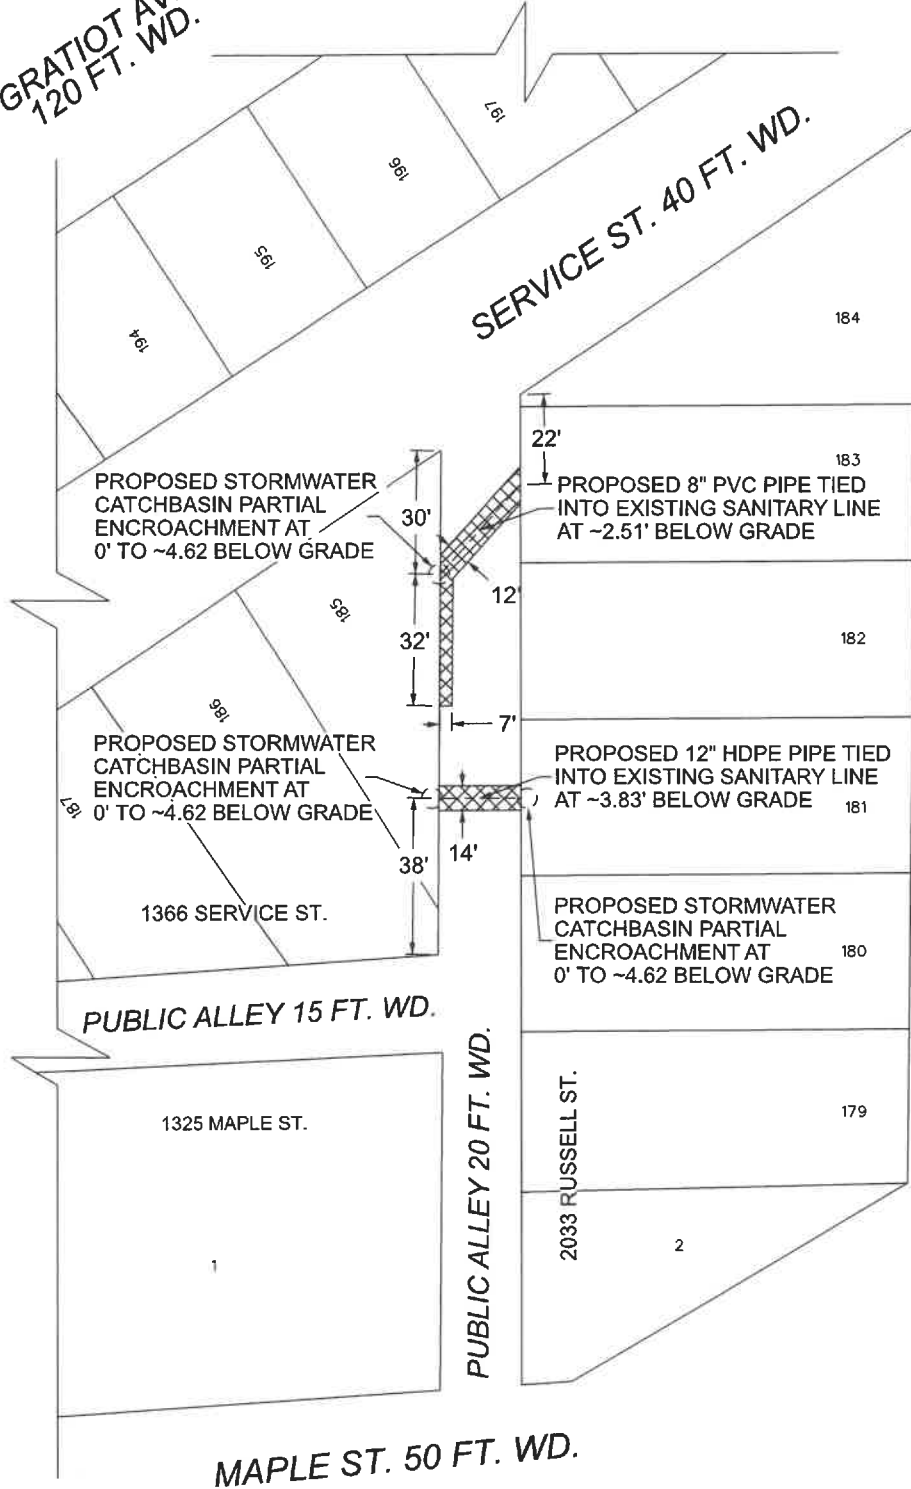 GRATIOT AV
120 FT. WD.
197
196
195
194
SERVICE ST. 40 FT. WD.
184
22'
183
PROPOSED STORMWATER
CATCHBASIN PARTIAL
ENCROACHMENT AT
0' TO ~4.62 BELOW GRADE
30'
PROPOSED 8" PVC PIPE TIED
INTO EXISTING SANITARY LINE
AT ~2.51' BELOW GRADE
12'
185
32'
182
186
7'
187
PROPOSED STORMWATER
CATCHBASIN PARTIAL
ENCROACHMENT AT
0' TO ~4.62 BELOW GRADE
PROPOSED 12" HDPE PIPE TIED
INTO EXISTING SANITARY LINE
AT ~3.83' BELOW GRADE
181
14'
38'
1366 SERVICE ST.
PROPOSED STORMWATER
CATCHBASIN PARTIAL
ENCROACHMENT AT
0' TO ~4.62 BELOW GRADE
180
PUBLIC ALLEY 15 FT. WD.
1325 MAPLE ST.
PUBLIC ALLEY 20 FT. WD.
2033 RUSSELL ST.
179
1
2
MAPLE ST. 50 FT. WD.